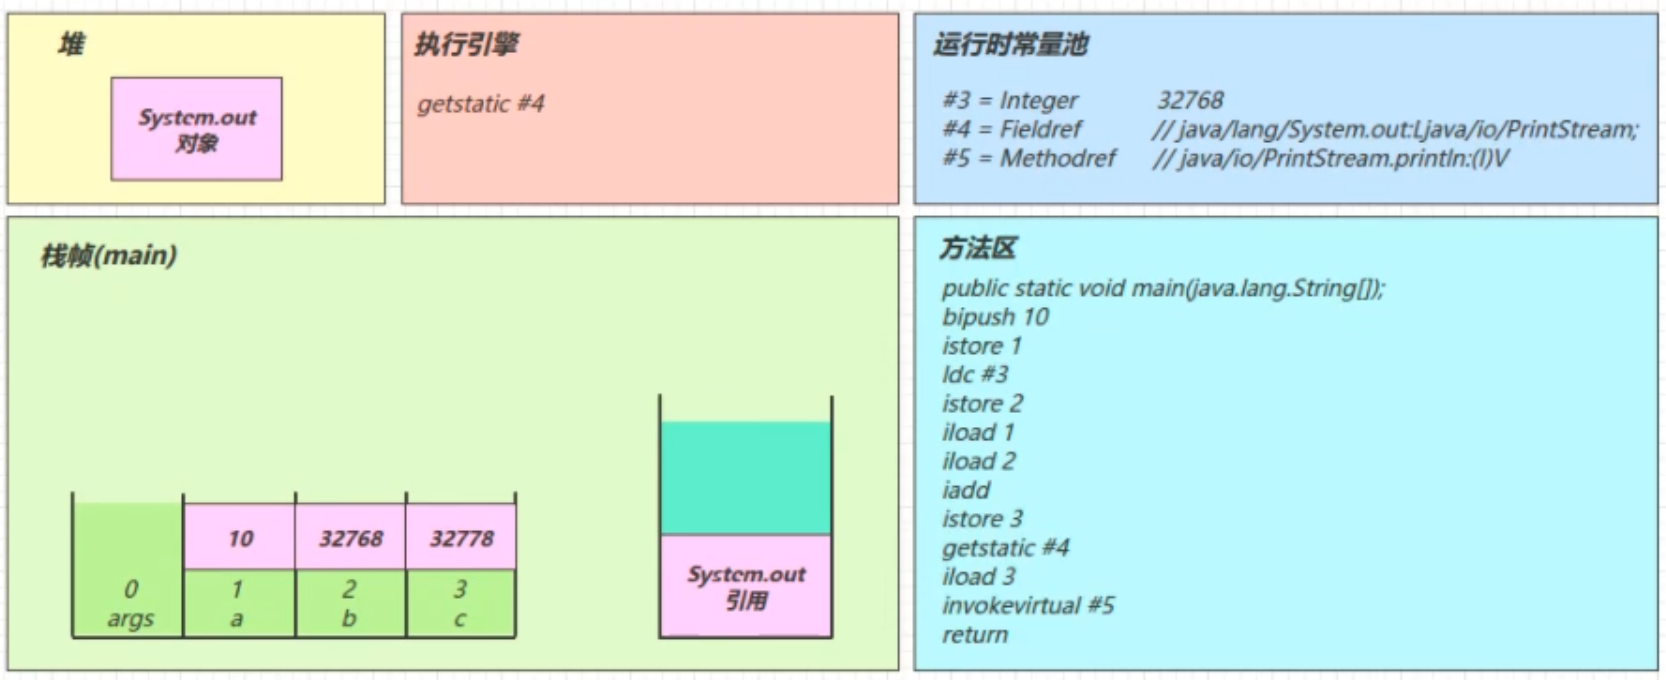 堆
System.out
对象
执行引擎
getstatic #4
运行时常量池
#3 = Integer 32768
#4 = Fieldref // java/lang/System.out:Ljava/io/PrintStream;
#5 = Methodref // java/io/PrintStream.println:(I)V
栈帧(main)
10 32768 32778
0 1 2 3
args a b c
System.out
引用
方法区
public static void main(java.lang.String[]);
bipush 10
istore 1
ldc #3
istore 2
iload 1
iload 2
iadd
istore 3
getstatic #4
iload 3
invokevirtual #5
return